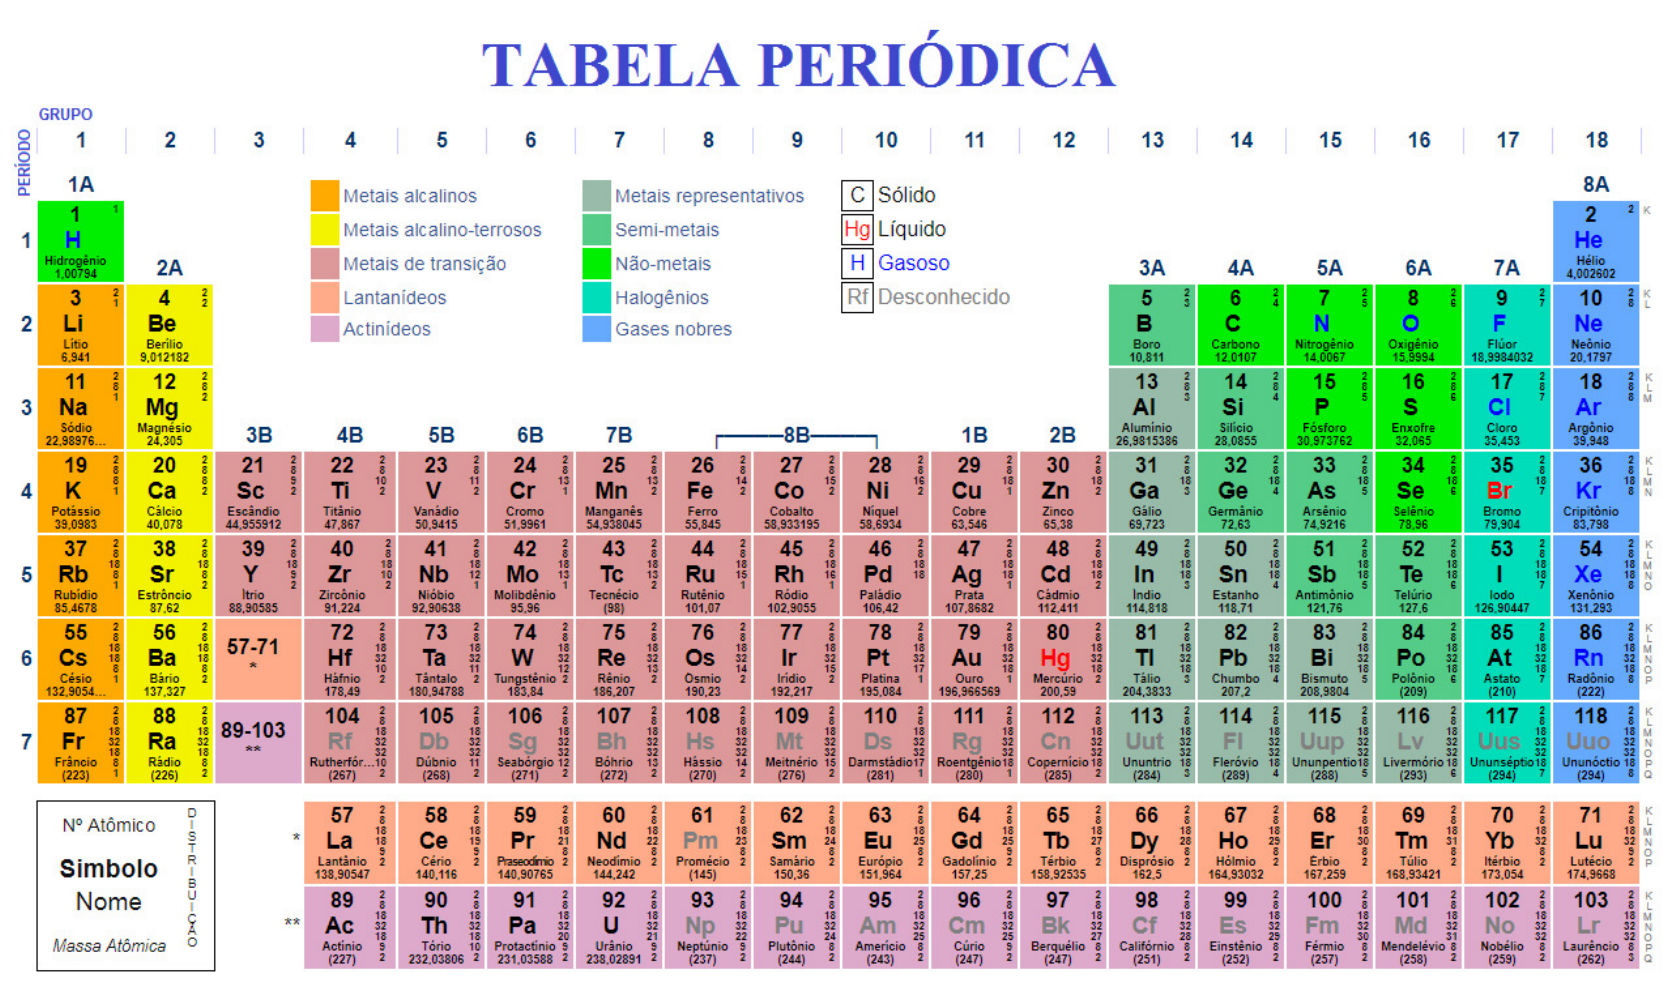 TABELA PERIÓDICA
GRUPO
PERÍODO
1 2 3 4 5 6 7 8 9 10 11 12 13 14 15 16 17 18
1A 8A
Metais alcalinos Metais representativos C Sólido
Metais alcalino-terrosos Semi-metais Hg Líquido
Metais de transição Não-metais H Gasoso
Lantanídeos Halogênios Rf Desconhecido
Actinídeos Gases nobres
1 2 K
1 H He
Hidrogênio Hélio
1,00794 4,002602
2A 3A 4A 5A 6A 7A
3 4 5 6 7 8 9 10 K L
2 Li Be B C N O F Ne
Lítio Berílio Boro Carbono Nitrogênio Oxigênio Flúor Neônio
6,941 9,012182 10,811 12,0107 14,0067 15,9994 18,9984032 20,1797
11 12 13 14 15 16 17 18 K L M
3 Na Mg Al Si P S Cl Ar
Sódio Magnésio Alumínio Silício Fósforo Enxofre Cloro Argônio
22,98976... 24,305 26,9815386 28,0855 30,973762 32,065 35,453 39,948
3B 4B 5B 6B 7B 8B 1B 2B
19 20 21 22 23 24 25 26 27 28 29 30 31 32 33 34 35 36 K L M N
4 K Ca Sc Ti V Cr Mn Fe Co Ni Cu Zn Ga Ge As Se Br Kr
Potássio Cálcio Escândio Titânio Vanádio Cromo Manganês Ferro Cobalto Níquel Cobre Zinco Gálio Germânio Arsênio Selênio Bromo Criptônio
39,0983 40,078 44,955912 47,867 50,9415 51,9961 54,938045 55,845 58,933195 58,6934 63,546 65,38 69,723 72,63 74,9216 78,96 79,904 83,798
37 38 39 40 41 42 43 44 45 46 47 48 49 50 51 52 53 54 K L M N O
5 Rb Sr Y Zr Nb Mo Tc Ru Rh Pd Ag Cd In Sn Sb Te I Xe
Rubídio Estrôncio Ítrio Zircônio Nióbio Molibdênio Tecnécio Rutênio Ródio Paládio Prata Cádmio Índio Estanho Antimônio Telúrio Iodo Xenônio
85,4678 87,62 88,90585 91,224 92,90638 95,96 (98) 101,07 102,9055 106,42 107,8682 112,411 114,818 118,71 121,76 127,6 126,90447 131,293
55 56 57-71 72 73 74 75 76 77 78 79 80 81 82 83 84 85 86 K L M N O P
6 Cs Ba * Hf Ta W Re Os Ir Pt Au Hg Tl Pb Bi Po At Rn
Césio Bário Háfnio Tântalo Tungstênio Rênio Osmio Irídio Platina Ouro Mercúrio Tálio Chumbo Bismuto Polônio Astato Radônio
132,9054... 137,327 178,49 180,94788 183,84 186,207 190,23 192,217 195,084 196,966569 200,59 204,3833 207,2 208,9804 (209) (210) (222)
87 88 89-103 104 105 106 107 108 109 110 111 112 113 114 115 116 117 118 K L M N O P Q
7 Fr Ra ** Rf Db Sg Bh Hs Mt Ds Rg Cn Uut Fl Uup Lv Uus Uuo
Frâncio Rádio Rutherfór... Dúbnio Seabórgio Bóhrio Hássio Meitnério Darmstádio Roentgênio Copernício Ununtrio Fleróvio Ununpentio Livermório Ununséptio Ununóctio
(223) (226) (267) (268) (271) (272) (270) (276) (281) (280) (285) (284) (289) (288) (293) (294) (294)
Nº Atômico
Simbolo
Nome
Massa Atômica
DISTRIBUIÇÃO
57 58 59 60 61 62 63 64 65 66 67 68 69 70 71 K L M N O P
* La Ce Pr Nd Pm Sm Eu Gd Tb Dy Ho Er Tm Yb Lu
Lantânio Cério Praseodímio Neodímio Promécio Samário Európio Gadolínio Térbio Disprósio Hólmio Érbio Túlio Itérbio Lutécio
138,90547 140,116 140,90765 144,242 (145) 150,36 151,964 157,25 158,92535 162,5 164,93032 167,259 168,93421 173,054 174,9668
89 90 91 92 93 94 95 96 97 98 99 100 101 102 103 K L M N O P Q
** Ac Th Pa U Np Pu Am Cm Bk Cf Es Fm Md No Lr
Actínio Tório Protactínio Urânio Neptúnio Plutônio Amerício Cúrio Berquélio Califórnio Einstênio Férmio Mendelévio Nobélio Laurêncio
(227) 232,03806 231,03588 238,02891 (237) (244) (243) (247) (247) (251) (252) (257) (258) (259) (262)